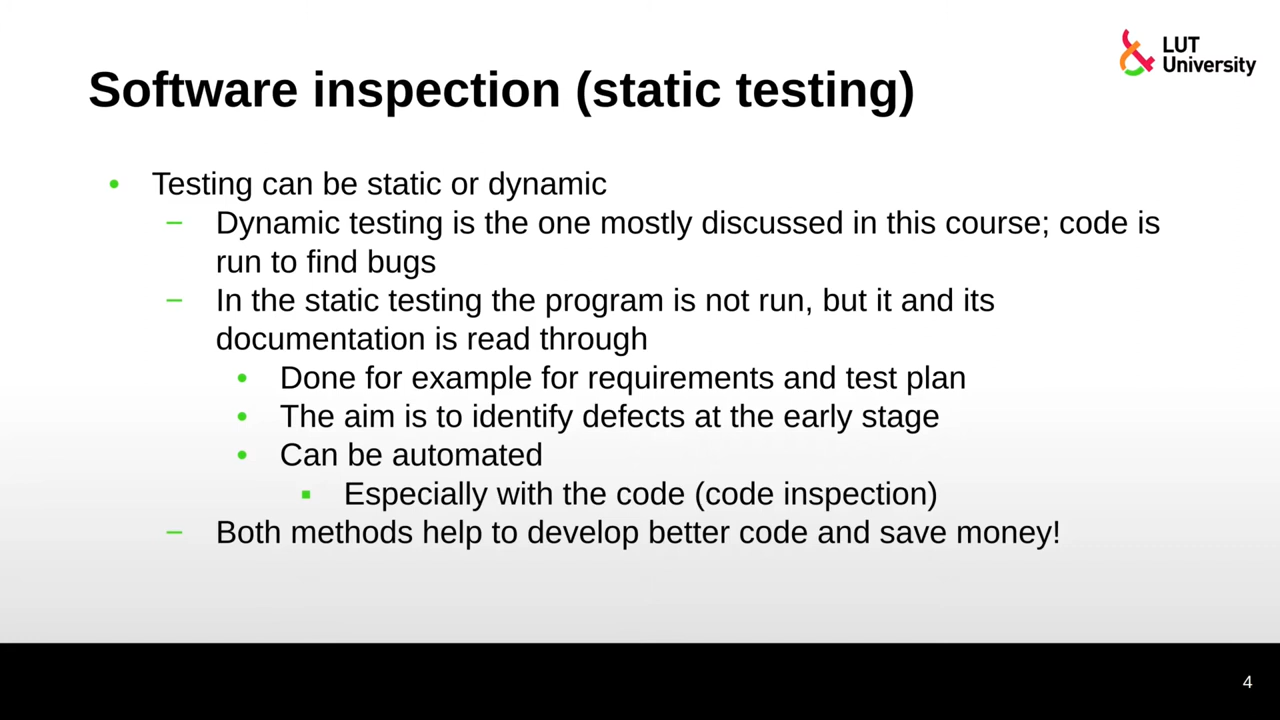 LUT
University
Software inspection (static testing)
• Testing can be static or dynamic
– Dynamic testing is the one mostly discussed in this course; code is
run to find bugs
– In the static testing the program is not run, but it and its
documentation is read through
• Done for example for requirements and test plan
• The aim is to identify defects at the early stage
• Can be automated
▪ Especially with the code (code inspection)
– Both methods help to develop better code and save money!
4